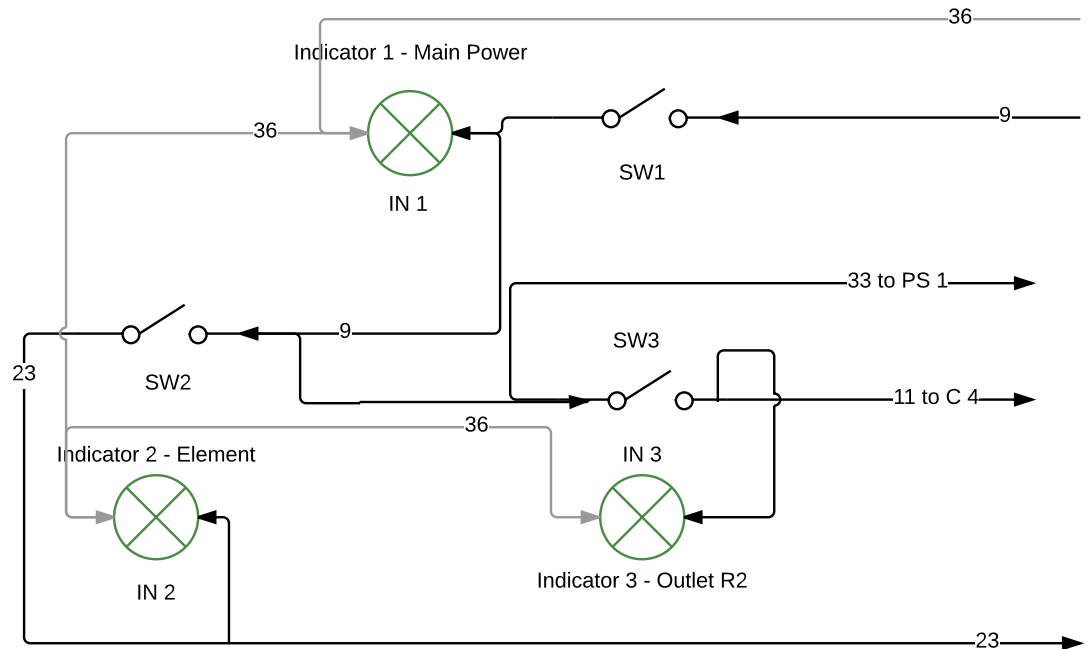 36
Indicator 1 - Main Power
9
36
SW1
IN 1
33 to PS 1
9
SW3
23
SW2
11 to C 4
36
Indicator 2 - Element
IN 3
Indicator 3 - Outlet R2
IN 2
23